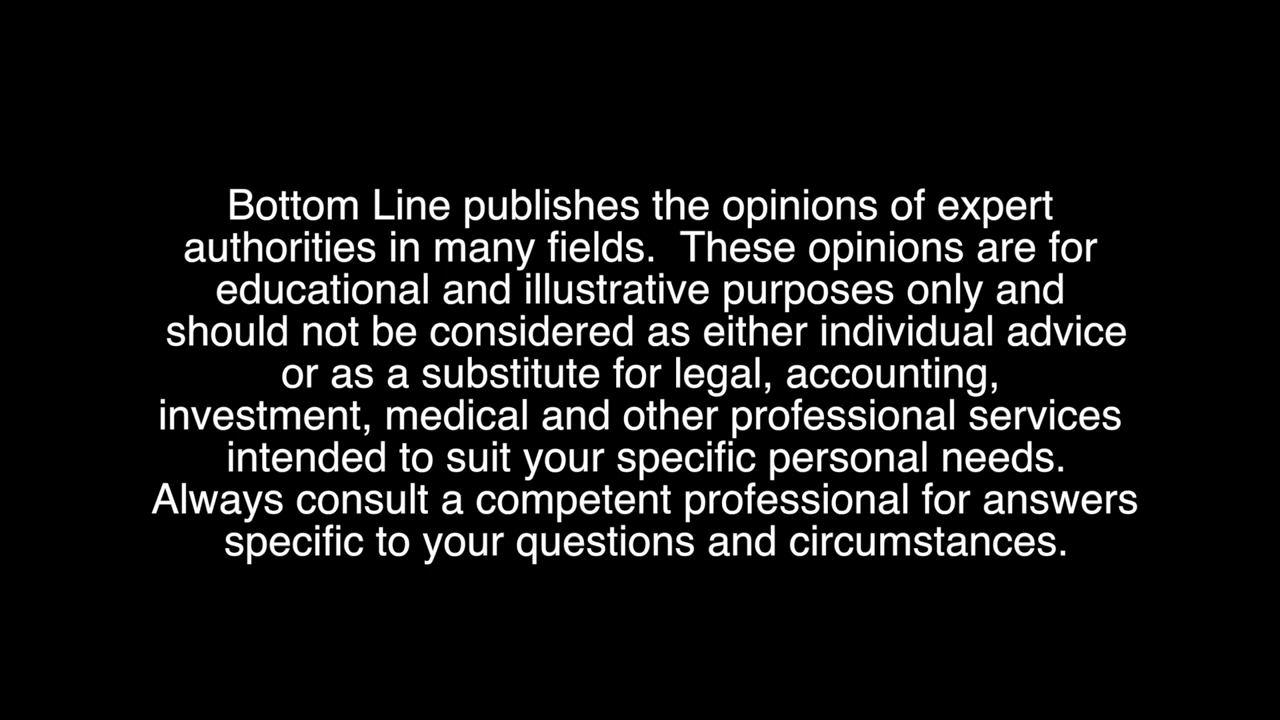 Bottom Line publishes the opinions of expert
authorities in many fields.  These opinions are for
educational and illustrative purposes only and
should not be considered as either individual advice
or as a substitute for legal, accounting,
investment, medical and other professional services
intended to suit your specific personal needs.
Always consult a competent professional for answers
specific to your questions and circumstances.